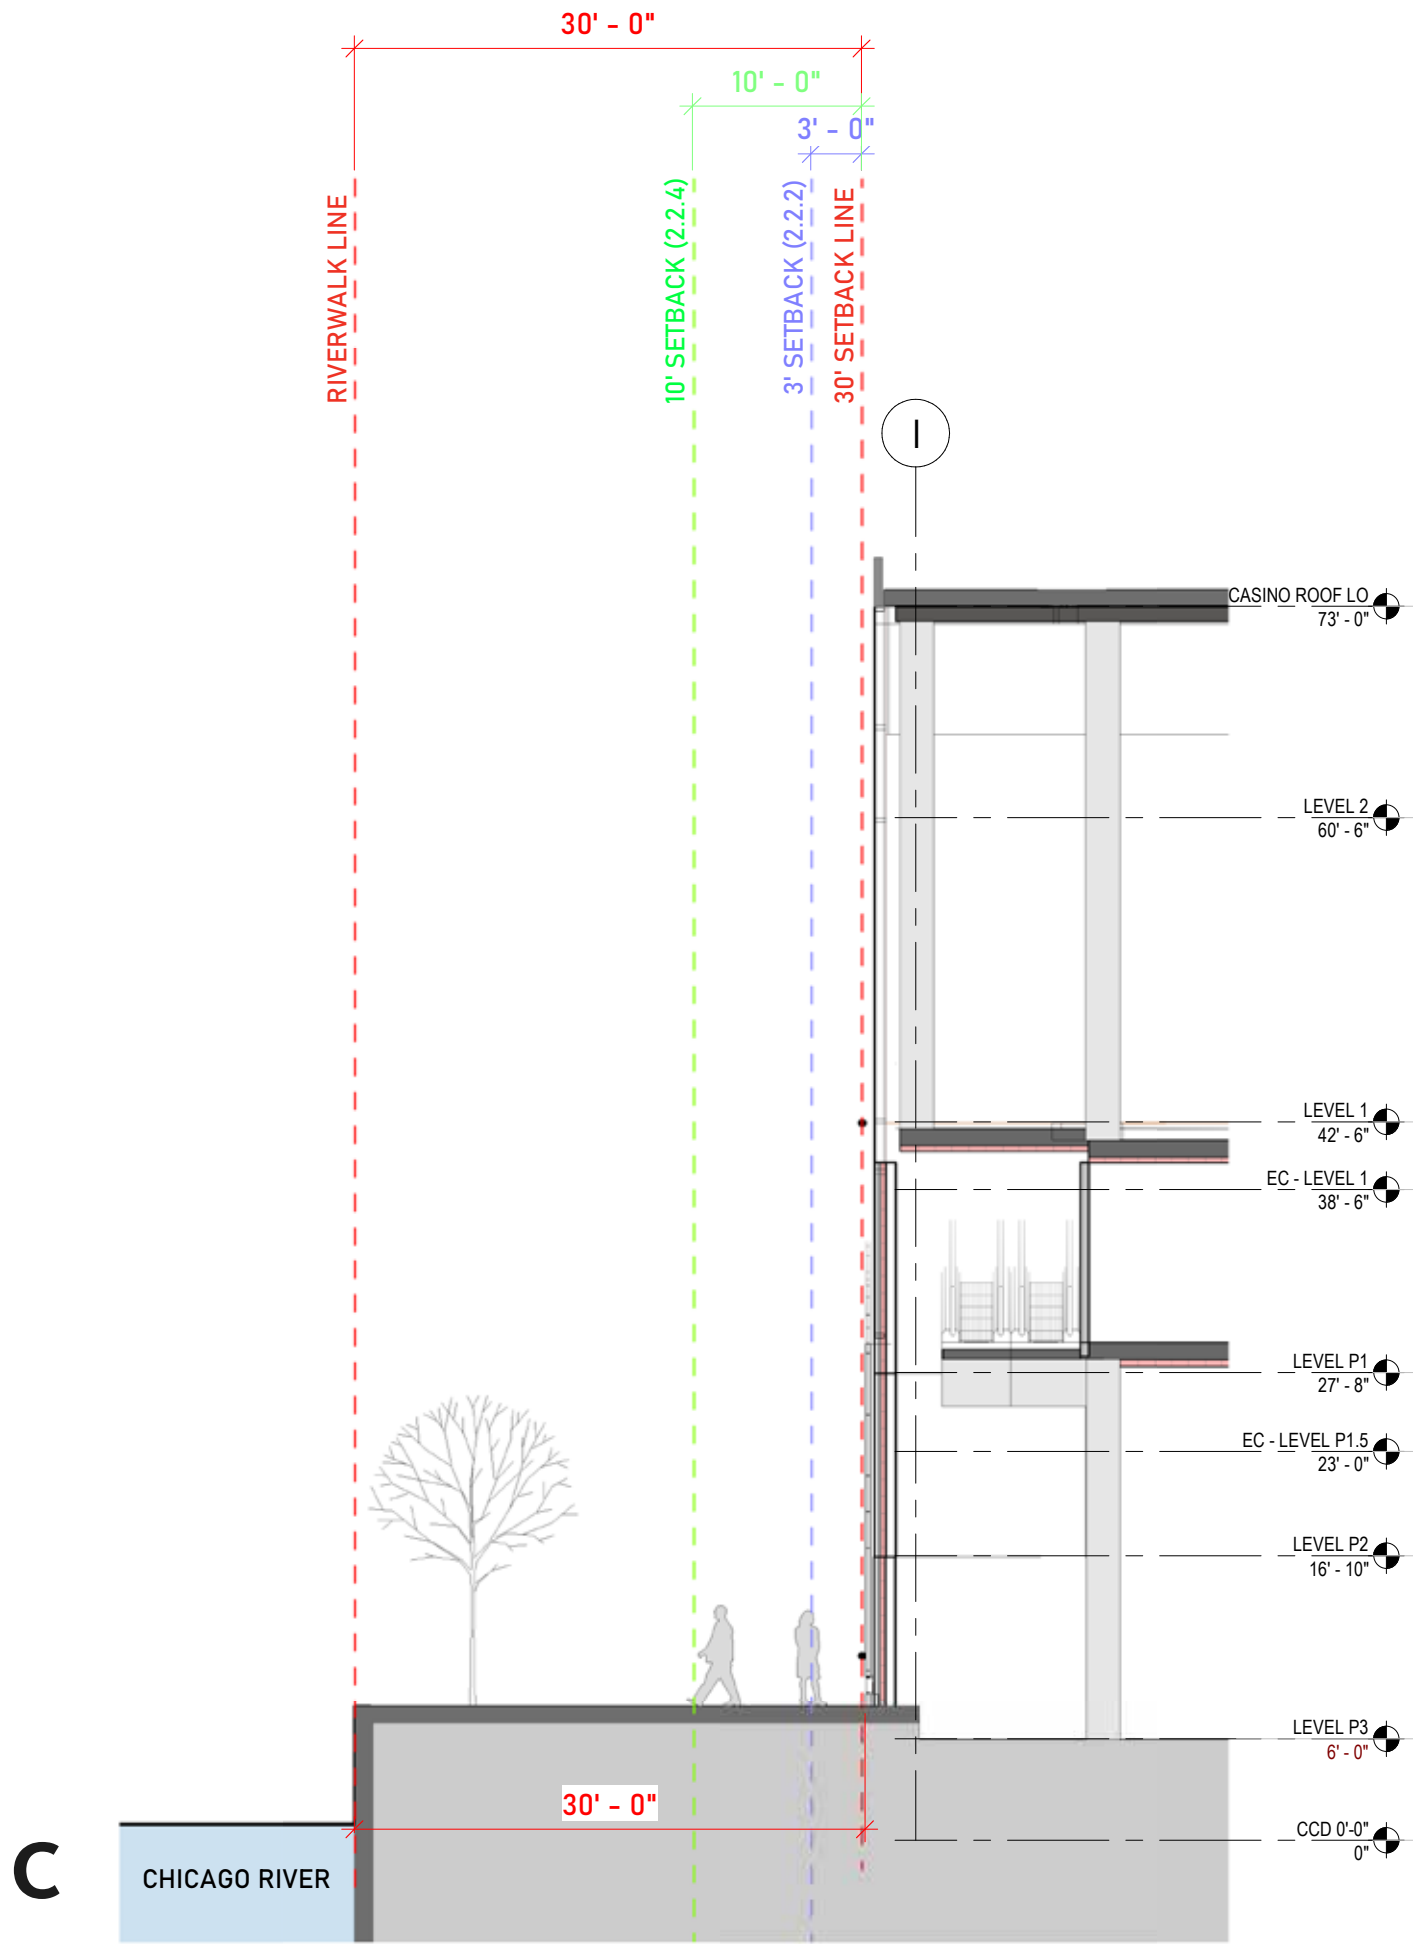 30' - 0"
10' - 0"
3' - 0"
RIVERWALK LINE
10' SETBACK (2.2.4)
3' SETBACK (2.2.2)
30' SETBACK LINE
I
CASINO ROOF LO
73' - 0"
LEVEL 2
60' - 6"
LEVEL 1
42' - 6"
EC - LEVEL 1
38' - 6"
LEVEL P1
27' - 8"
EC - LEVEL P1.5
23' - 0"
LEVEL P2
16' - 10"
LEVEL P3
6' - 0"
30' - 0"
CCD 0'-0"
0"
C
CHICAGO RIVER